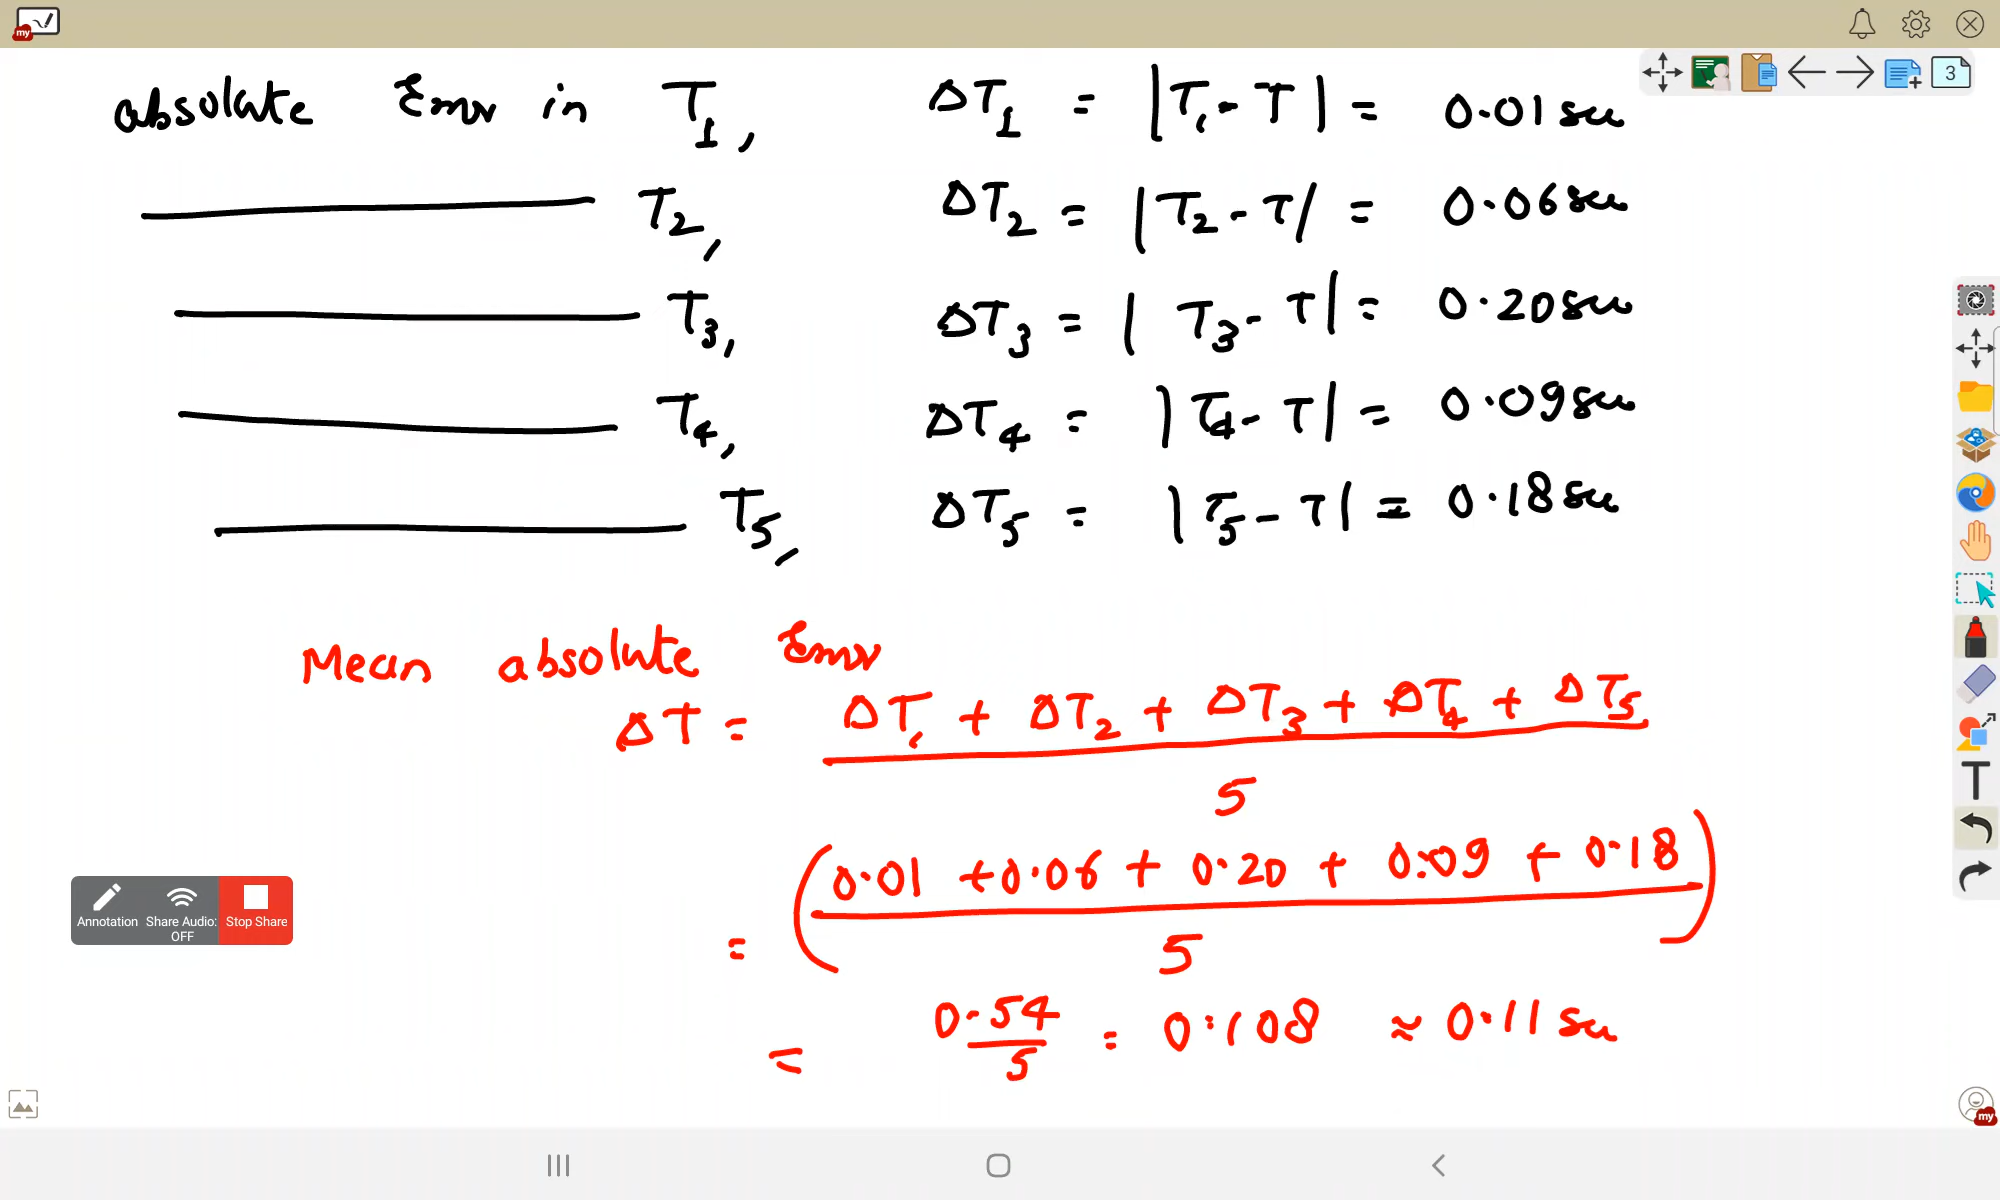 my
3
absolute Error in T1, ΔT1 = |T1 - T| = 0.01 sec
T2, ΔT2 = |T2 - T| = 0.06 sec
T3, ΔT3 = |T3 - T| = 0.20 sec
T4, ΔT4 = |T4 - T| = 0.09 sec
T5, ΔT5 = |T5 - T| = 0.18 sec
Mean absolute Error
ΔT = ΔT1 + ΔT2 + ΔT3 + ΔT4 + ΔT5
5
= (0.01 + 0.06 + 0.20 + 0.09 + 0.18)
5
= 0.54/5 = 0.108 ≈ 0.11 sec
Annotation Share Audio: OFF Stop Share
T
my